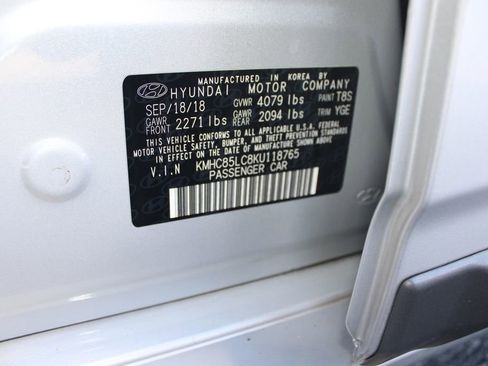 MANUFACTURED IN KOREA BY
HYUNDAI MOTOR COMPANY
SEP/18/18 GVWR 4079 lbs PAINT T8S
GAWR FRONT 2271 lbs GAWR REAR 2094 lbs TRIM YGE
THIS VEHICLE CONFORMS TO ALL APPLICABLE U.S.A. FEDERAL
MOTOR VEHICLE SAFETY, BUMPER, AND THEFT PREVENTION STANDARDS
IN EFFECT ON THE DATE OF MANUFACTURE SHOWN ABOVE.
V.I.N KMHC85LC8KU118765
PASSENGER CAR